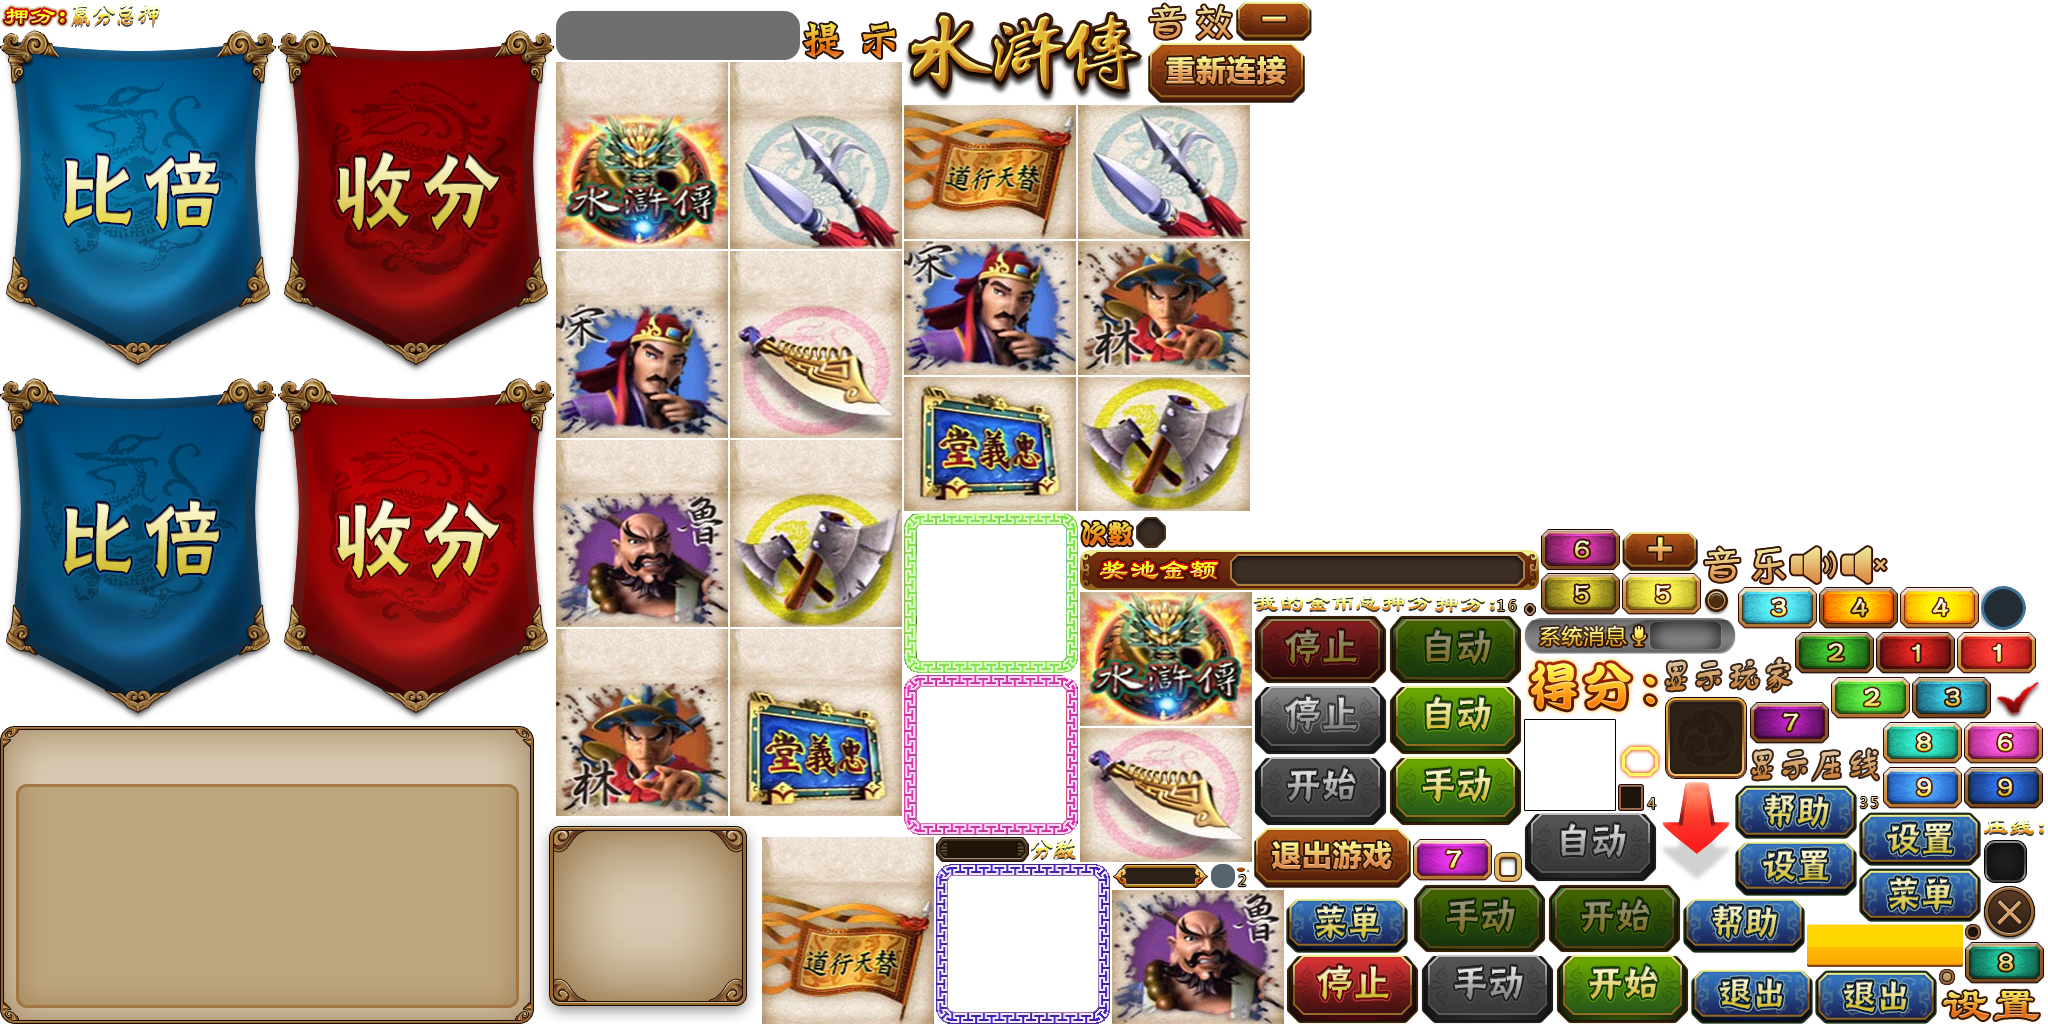 押分:
赢分总押
比倍
收分
比倍
收分
提 示
水滸傳
音 效
重新连接
水滸傳
宋
魯
林
堂義忠
道行天替
道行天替
宋
林
堂義忠
次数
奖池金额
我的金币总押分押分:16
水滸傳
分数
2
魯
停止
自动
停止
自动
开始
手动
退出游戏
7
菜单
手动
开始
帮助
停止
手动
开始
退出
退出
设置
6
5
5
音 乐
3
4
4
系统消息
2
1
1
得分:
显示玩家
2
3
7
显示压线
8
6
9
9
4
35
自动
帮助
设置
设置
菜单
压线:
8